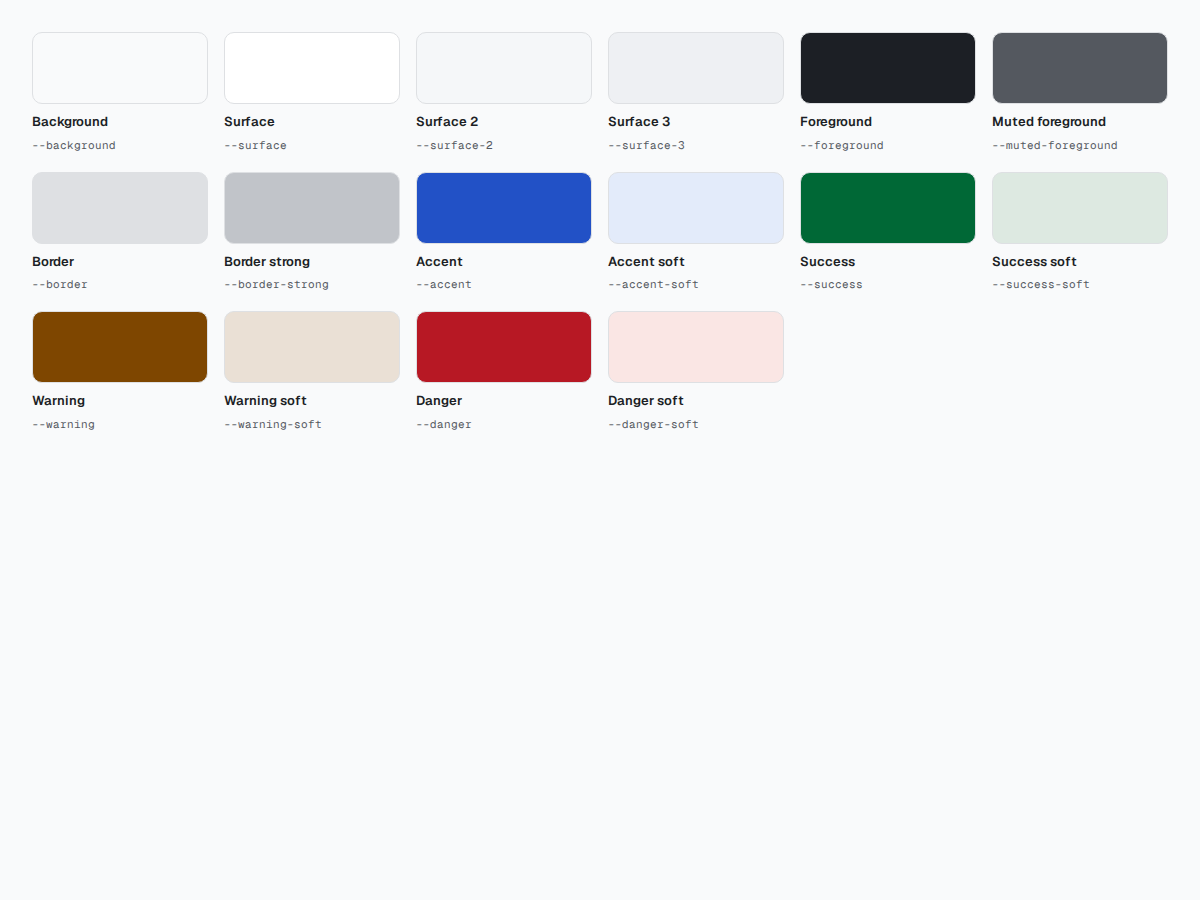 Background Surface Surface 2 Surface 3 Foreground Muted foreground
--background --surface --surface-2 --surface-3 --foreground --muted-foreground
Border Border strong Accent Accent soft Success Success soft
--border --border-strong --accent --accent-soft --success --success-soft
Warning Warning soft Danger Danger soft
--warning --warning-soft --danger --danger-soft